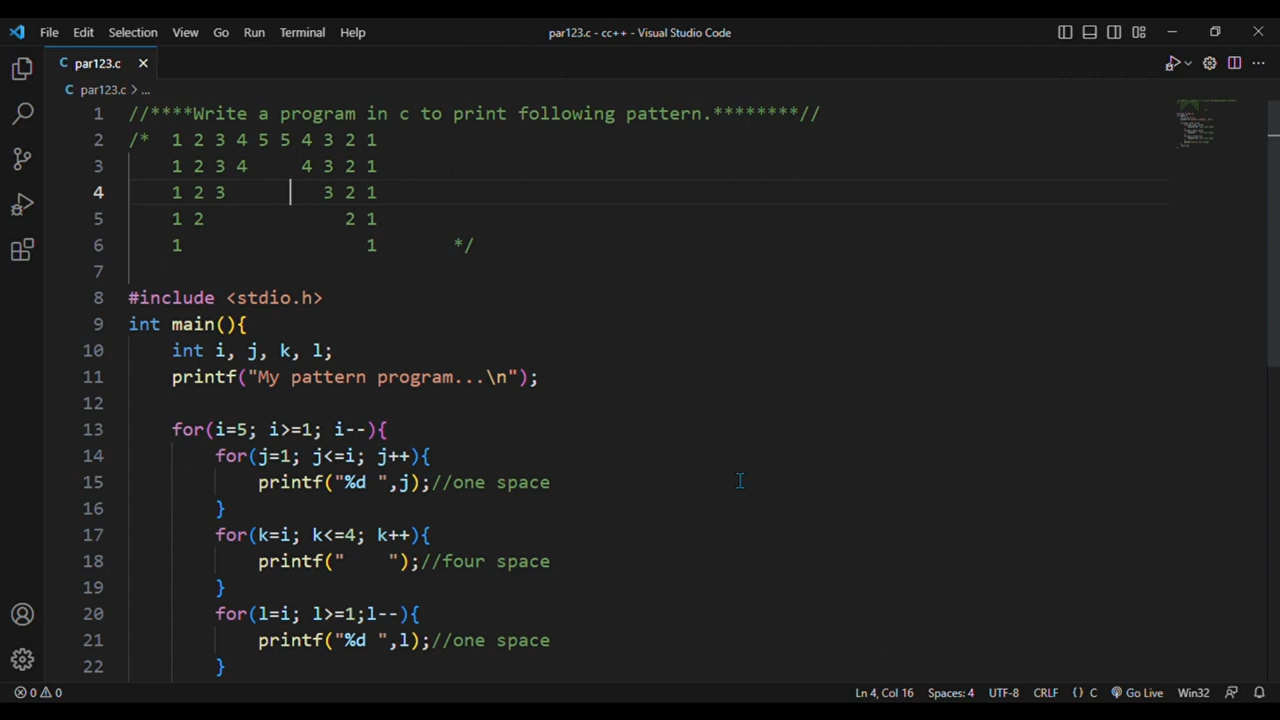 File Edit Selection View Go Run Terminal Help par123.c - cc++ - Visual Studio Code
C par123.c
C par123.c > ...
1 //****Write a program in c to print following pattern.********//
2 /*  1 2 3 4 5 5 4 3 2 1
3     1 2 3 4     4 3 2 1
4     1 2 3         3 2 1
5     1 2             2 1
6     1                 1       */
7
8 #include <stdio.h>
9 int main(){
10     int i, j, k, l;
11     printf("My pattern program...\n");
12
13     for(i=5; i>=1; i--){
14         for(j=1; j<=i; j++){
15             printf("%d ",j);//one space
16         }
17         for(k=i; k<=4; k++){
18             printf("    ");//four space
19         }
20         for(l=i; l>=1;l--){
21             printf("%d ",l);//one space
22         }
0 0 Ln 4, Col 16 Spaces: 4 UTF-8 CRLF {} C Go Live Win32